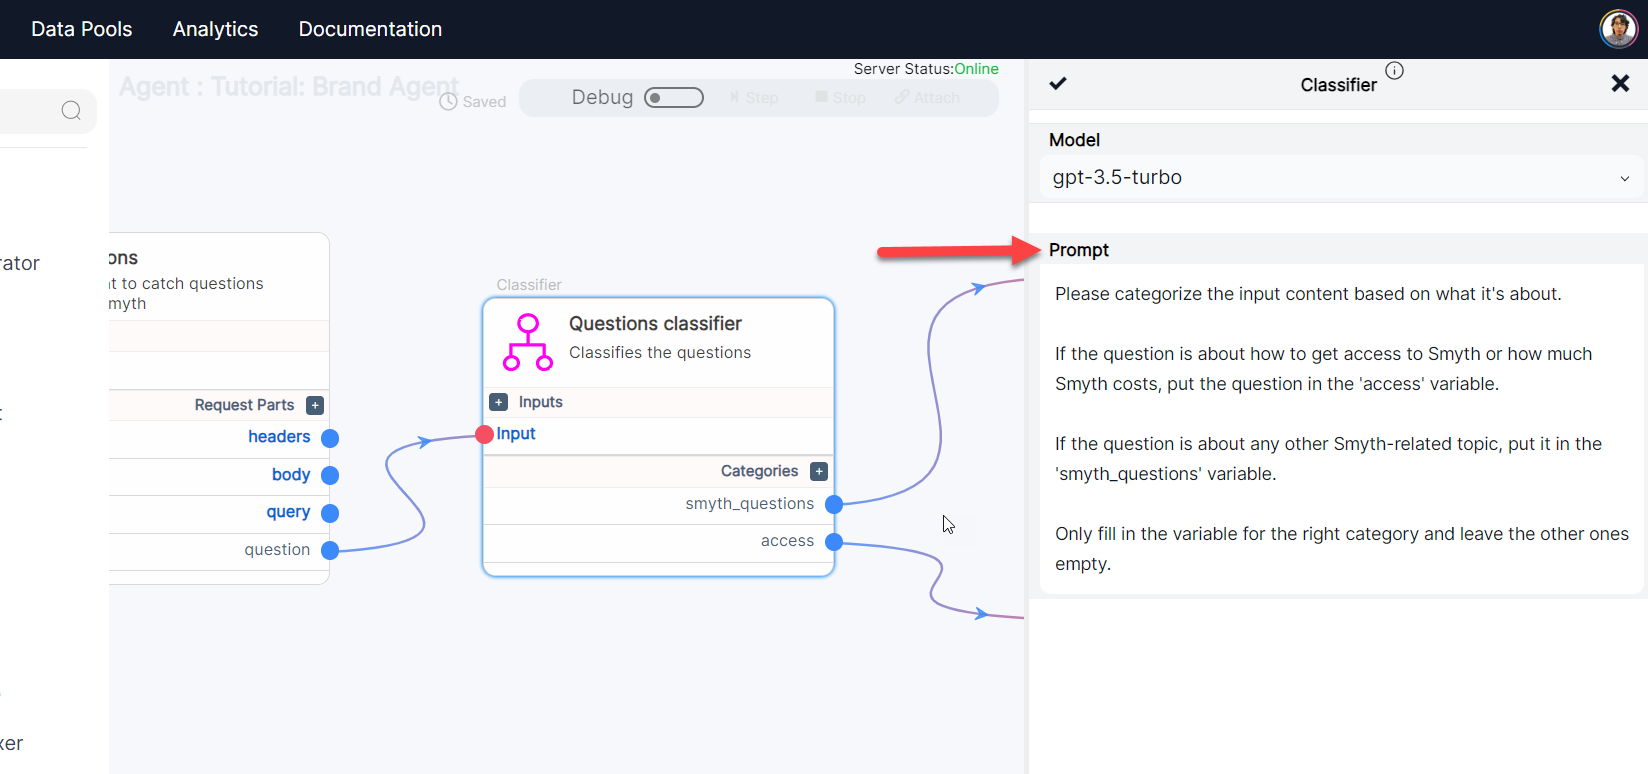 Data Pools
Analytics
Documentation
Agent : Tutorial: Brand Agent
Saved
Server Status:Online
Debug
Step
Stop
Attach
rator
xer
ons
t to catch questions
myth
Request Parts +
headers
body
query
question
Classifier
Questions classifier
Classifies the questions
+ Inputs
Input
Categories +
smyth_questions
access
Classifier
Model
gpt-3.5-turbo
Prompt
Please categorize the input content based on what it's about.
If the question is about how to get access to Smyth or how much
Smyth costs, put the question in the 'access' variable.
If the question is about any other Smyth-related topic, put it in the
'smyth_questions' variable.
Only fill in the variable for the right category and leave the other ones
empty.